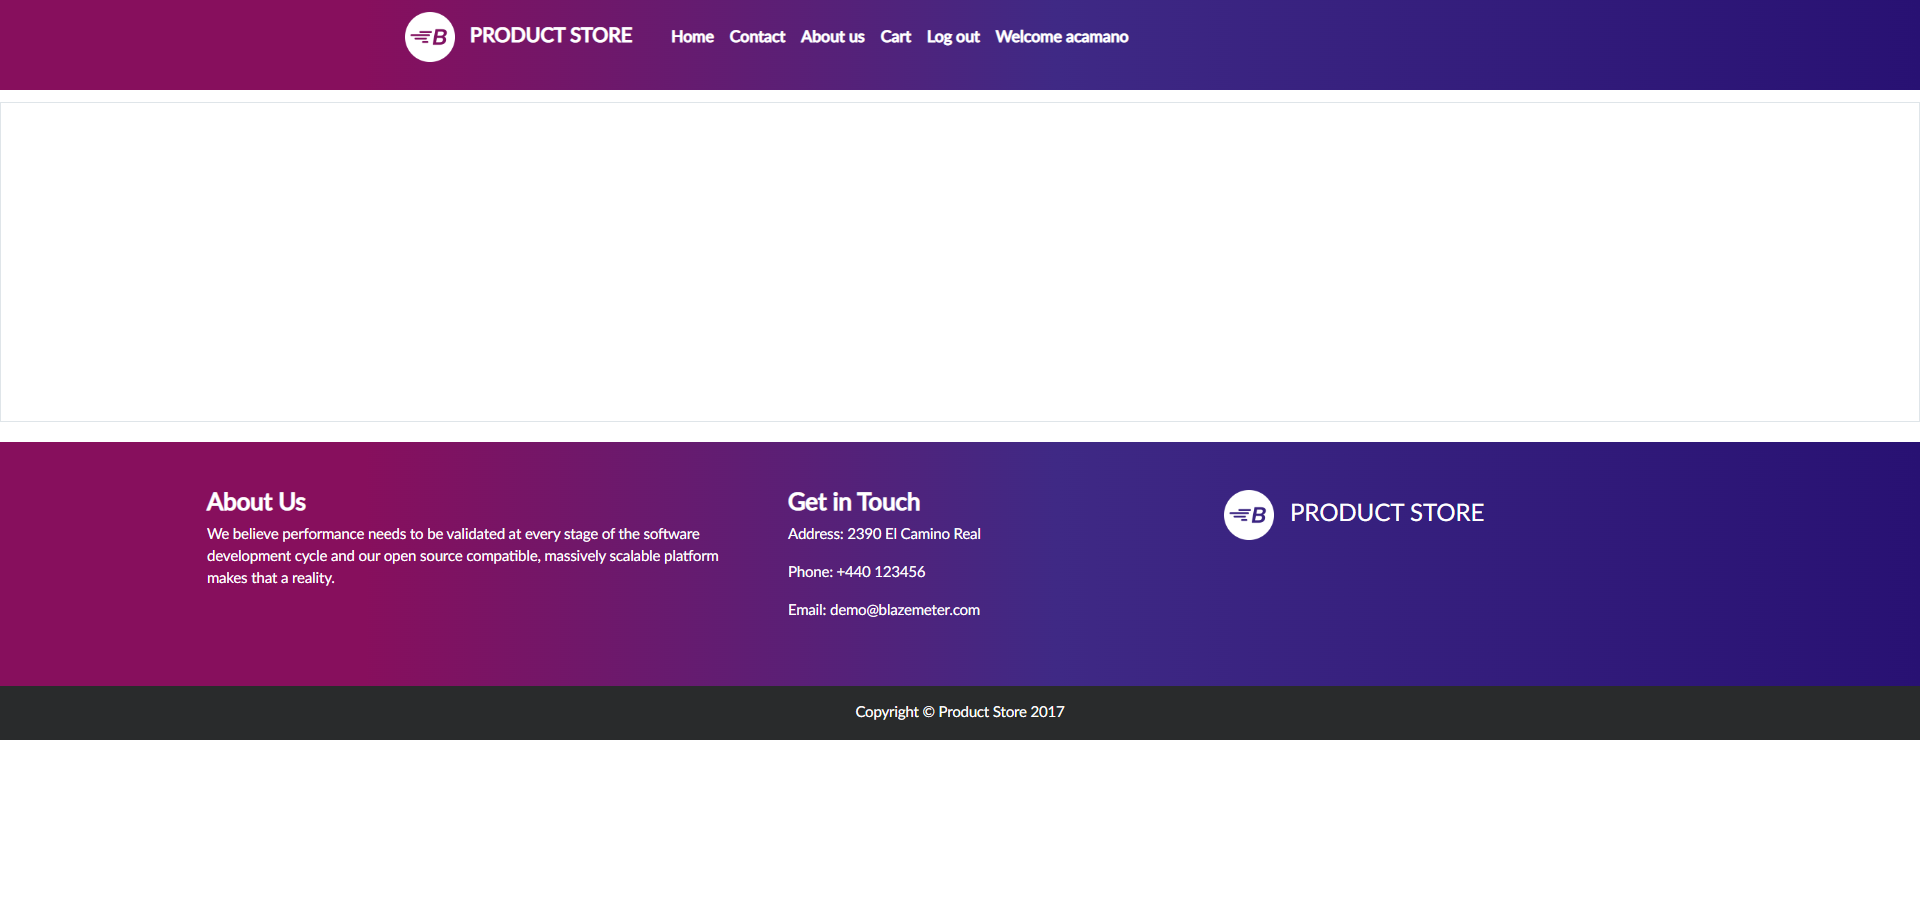 B PRODUCT STORE Home Contact About us Cart Log out Welcome acamano
About Us
We believe performance needs to be validated at every stage of the software
development cycle and our open source compatible, massively scalable platform
makes that a reality.
Get in Touch
Address: 2390 El Camino Real
Phone: +440 123456
Email: demo@blazemeter.com
B PRODUCT STORE
Copyright © Product Store 2017